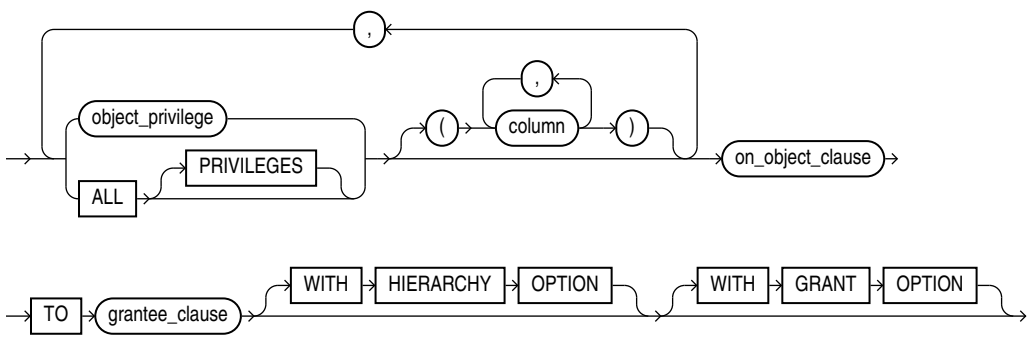 ,
,
object_privilege
( column )
PRIVILEGES
on_object_clause
ALL
WITH HIERARCHY OPTION WITH GRANT OPTION
TO grantee_clause